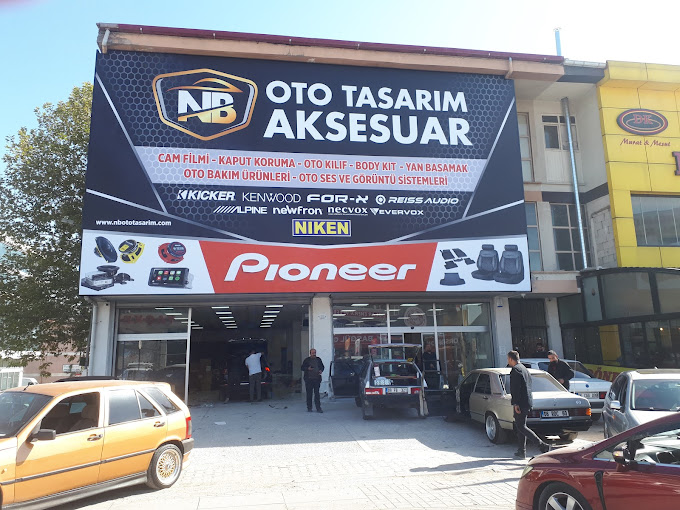 NB
OTO TASARIM
AKSESUAR
CAM FİLMİ - KAPUT KORUMA - OTO KILIF - BODY KIT - YAN BASAMAK
OTO BAKIM ÜRÜNLERİ - OTO SES VE GÖRÜNTÜ SİSTEMLERİ
KICKER KENWOOD FOR-X REISS AUDIO
ALPINE newfron necvox EVERVOX
www.nbototasarim.com
NIKEN
Pioneer
Murat & Mesut